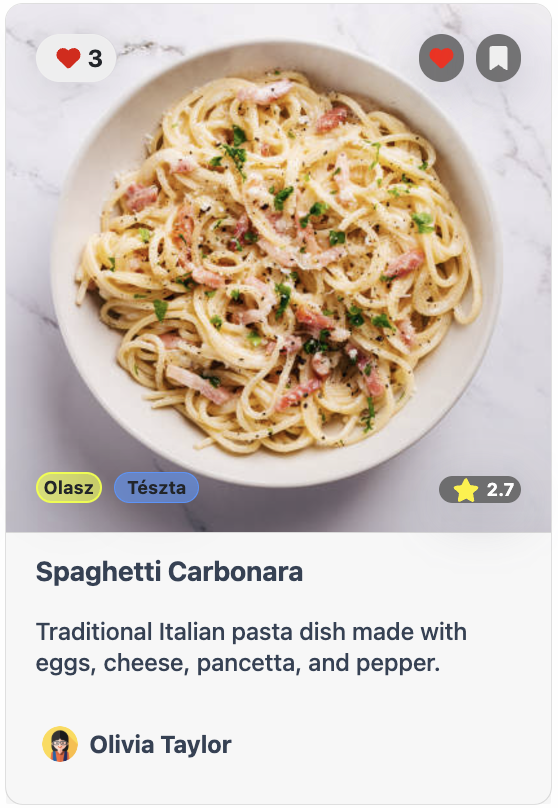 3
Olasz
Tészta
2.7
Spaghetti Carbonara
Traditional Italian pasta dish made with
eggs, cheese, pancetta, and pepper.
Olivia Taylor